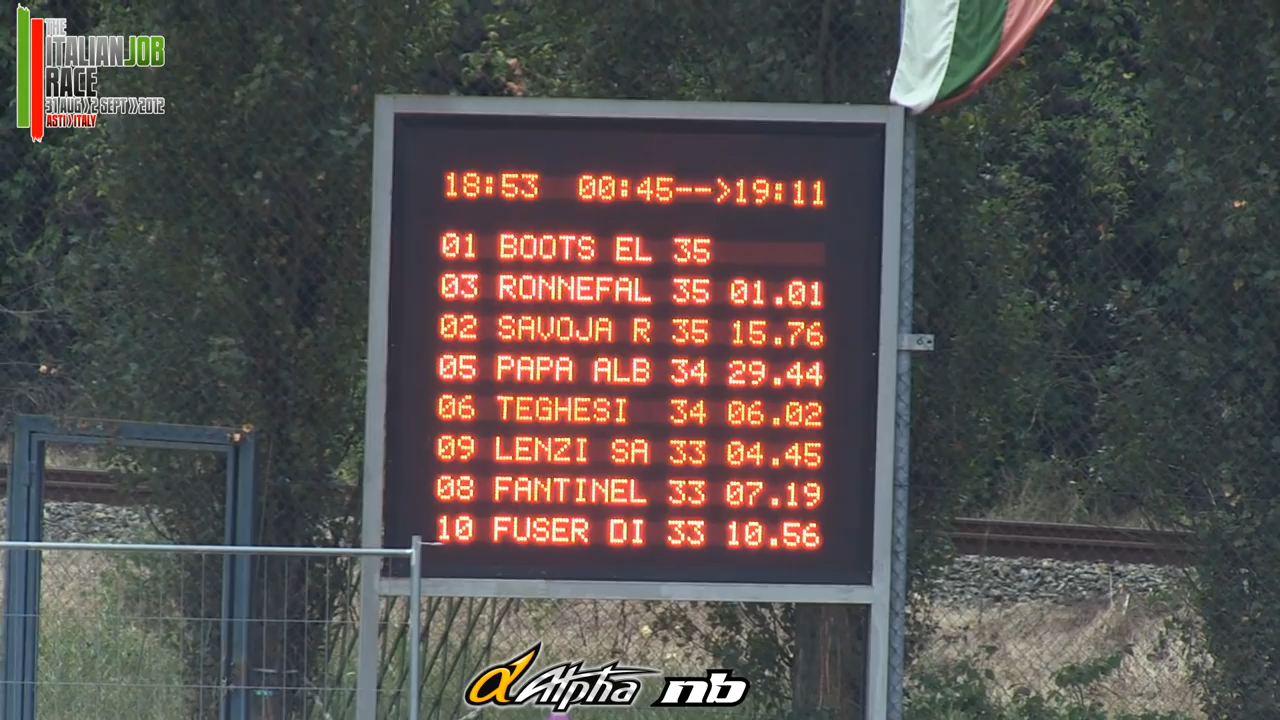 THE
ITALIANJOB
RACE
31 AUG > 2 SEPT >> 2012
ASTI > ITALY
18:53 00:45-->19:11
01 BOOTS EL 35
03 RONNEFAL 35 01.01
02 SAVOJA R 35 15.76
05 PAPA ALB 34 29.44
06 TEGHESI 34 06.02
09 LENZI SA 33 04.45
08 FANTINEL 33 07.19
10 FUSER DI 33 10.56
Alpha nb